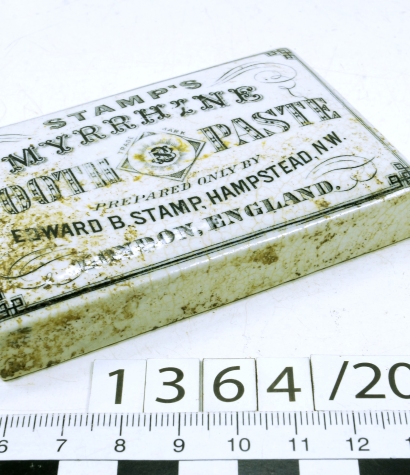 STAMP'S
MYRRHINE
TOOTH PASTE
TRADE MARK
S
PREPARED ONLY BY
EDWARD B. STAMP, HAMPSTEAD, N.W.
LONDON, ENGLAND.
1364/20
6 7 8 9 10 11 12